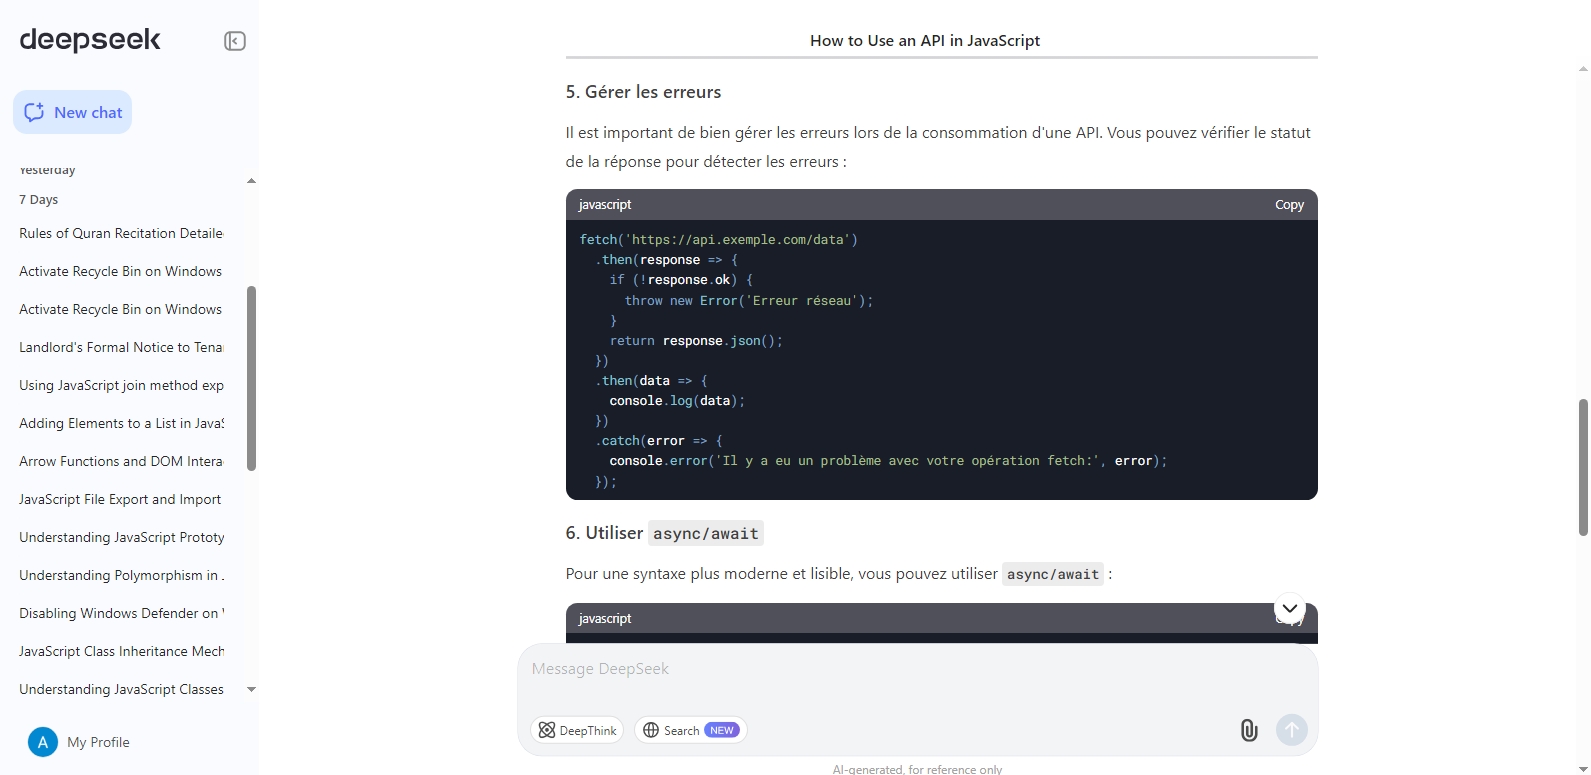 deepseek
New chat
Yesterday
7 Days
Rules of Quran Recitation Detaile
Activate Recycle Bin on Windows
Activate Recycle Bin on Windows
Landlord's Formal Notice to Tena
Using JavaScript join method exp
Adding Elements to a List in JavaS
Arrow Functions and DOM Intera
JavaScript File Export and Import
Understanding JavaScript Prototy
Understanding Polymorphism in .
Disabling Windows Defender on
JavaScript Class Inheritance Mech
Understanding JavaScript Classes
A My Profile
How to Use an API in JavaScript
5. Gérer les erreurs
Il est important de bien gérer les erreurs lors de la consommation d'une API. Vous pouvez vérifier le statut
de la réponse pour détecter les erreurs :
javascript Copy
fetch('https://api.exemple.com/data')
  .then(response => {
    if (!response.ok) {
      throw new Error('Erreur réseau');
    }
    return response.json();
  })
  .then(data => {
    console.log(data);
  })
  .catch(error => {
    console.error('Il y a eu un problème avec votre opération fetch:', error);
  });
6. Utiliser async/await
Pour une syntaxe plus moderne et lisible, vous pouvez utiliser async/await :
javascript Copy
Message DeepSeek
DeepThink Search NEW
AI-generated, for reference only